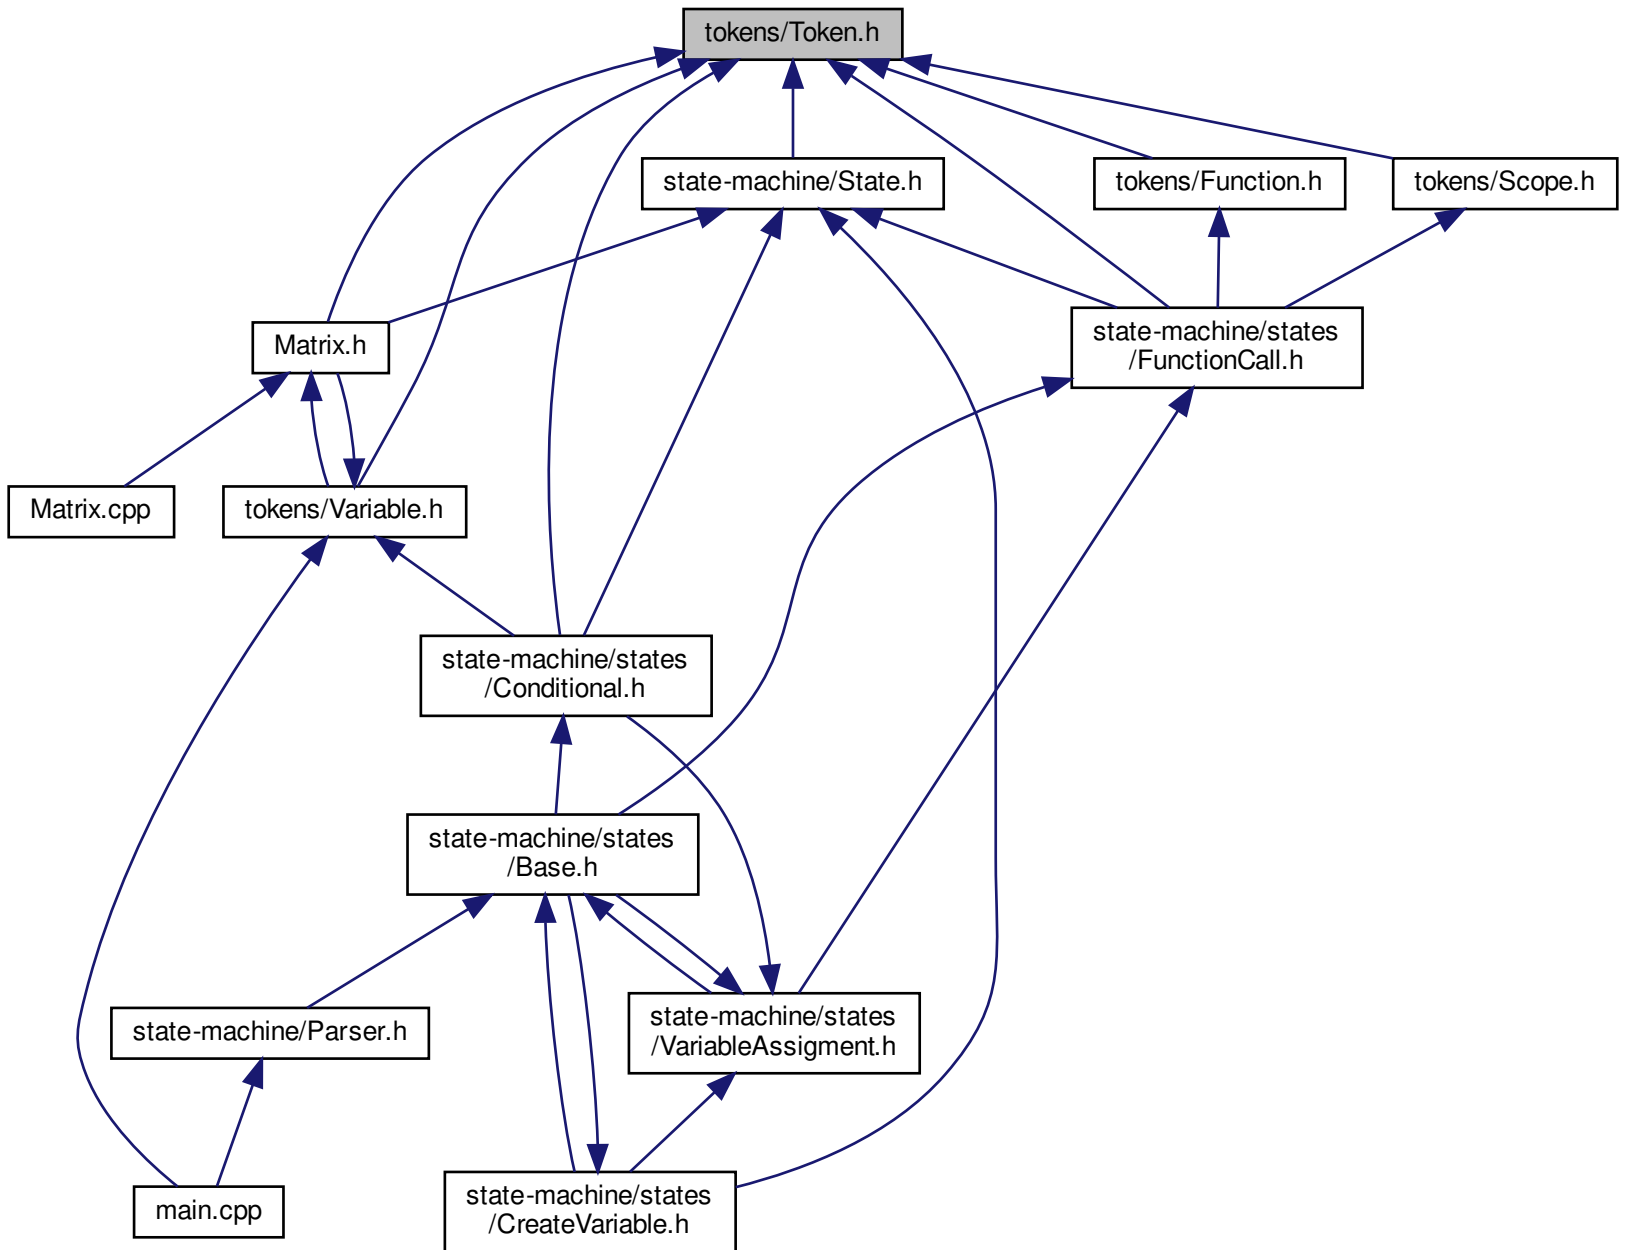 tokens/Token.h
state-machine/State.h
tokens/Function.h
tokens/Scope.h
Matrix.h
state-machine/states
/FunctionCall.h
Matrix.cpp
tokens/Variable.h
state-machine/states
/Conditional.h
state-machine/states
/Base.h
state-machine/Parser.h
state-machine/states
/VariableAssigment.h
main.cpp
state-machine/states
/CreateVariable.h